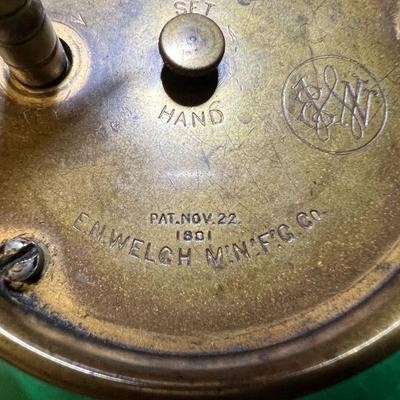 SET
HAND
PAT. NOV. 22.
1881
E.N. WELCH M'N'F'G. Co.